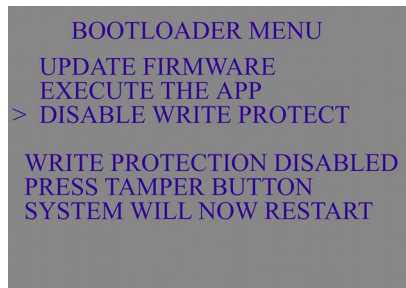 BOOTLOADER MENU
UPDATE FIRMWARE
EXECUTE THE APP
> DISABLE WRITE PROTECT
WRITE PROTECTION DISABLED
PRESS TAMPER BUTTON
SYSTEM WILL NOW RESTART